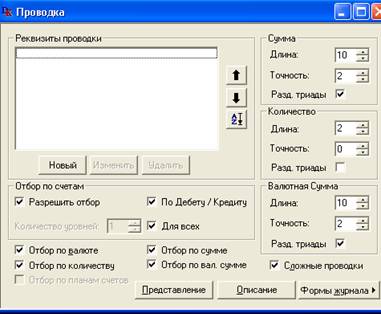 Проводка
Реквизиты проводки
Новый
Изменить
Удалить
Отбор по счетам
Разрешить отбор
По Дебету / Кредиту
Количество уровней:
1
Для всех
Отбор по валюте
Отбор по сумме
Отбор по количеству
Отбор по вал. сумме
Отбор по планам счетов
Сумма
Длина:
10
Точность:
2
Разд. триады
Количество
Длина:
2
Точность:
0
Разд. триады
Валютная Сумма
Длина:
10
Точность:
2
Разд. триады
Сложные проводки
Представление
Описание
Формы журнала